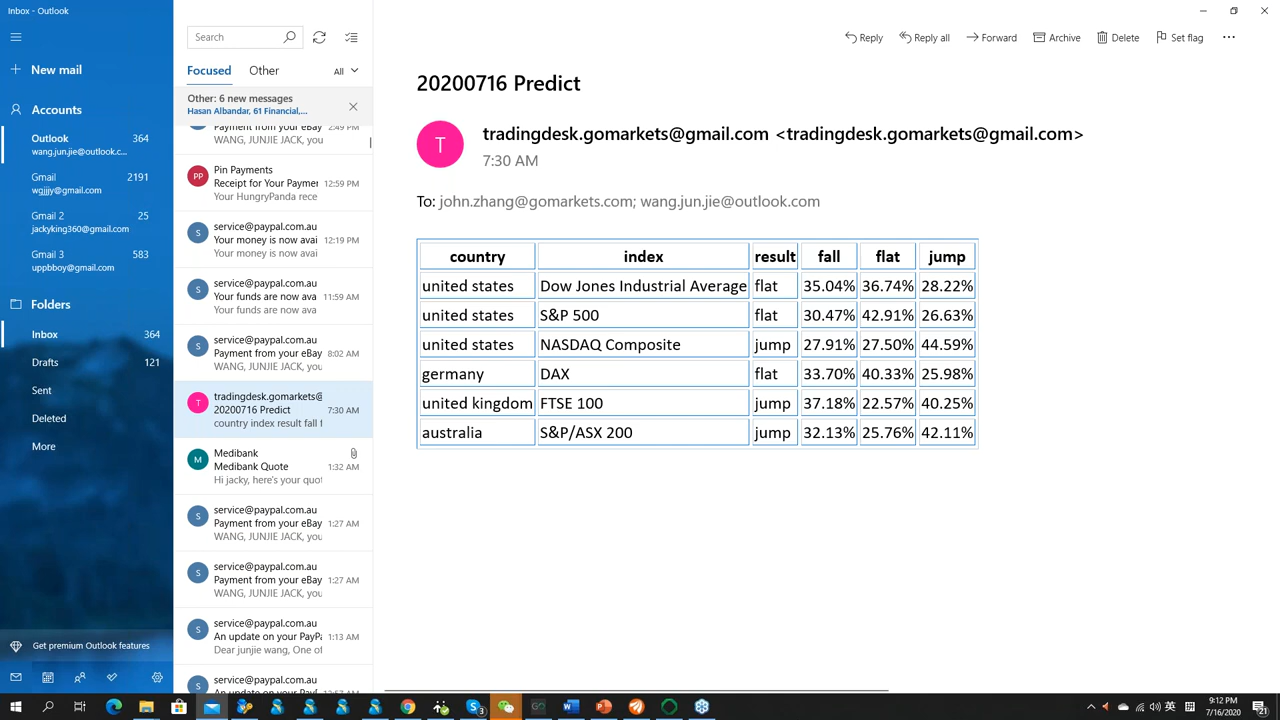 Inbox - Outlook
New mail
Accounts
Outlook 364
wang.jun.jie@outlook.c...
Gmail 2191
wgjjjy@gmail.com
Gmail 2 25
jackyking360@gmail.com
Gmail 3 583
uppbboy@gmail.com
Folders
Inbox 364
Drafts 121
Sent
Deleted
More
Get premium Outlook features
Search
Focused Other All
Other: 6 new messages
Hasan Albandar, 61 Financial,...
Payment from your eBay 2:49 PM
WANG, JUNJIE JACK, you
PP
Pin Payments
Receipt for Your Paymer 12:59 PM
Your HungryPanda rece
S
service@paypal.com.au
Your money is now avai 12:19 PM
Your money is now avai
S
service@paypal.com.au
Your funds are now ava 11:59 AM
Your funds are now ava
S
service@paypal.com.au
Payment from your eBay 8:02 AM
WANG, JUNJIE JACK, you
T
tradingdesk.gomarkets@
20200716 Predict 7:30 AM
country index result fall f
M
Medibank
Medibank Quote 1:32 AM
Hi jacky, here's your quot
S
service@paypal.com.au
Payment from your eBay 1:27 AM
WANG, JUNJIE JACK, you
S
service@paypal.com.au
Payment from your eBay 1:27 AM
WANG, JUNJIE JACK, you
S
service@paypal.com.au
An update on your PayPa 1:13 AM
Dear junjie wang, One of
S
service@paypal.com.au
Reply Reply all Forward Archive Delete Set flag
20200716 Predict
T
tradingdesk.gomarkets@gmail.com <tradingdesk.gomarkets@gmail.com>
7:30 AM
To: john.zhang@gomarkets.com; wang.jun.jie@outlook.com
country index result fall flat jump
united states Dow Jones Industrial Average flat 35.04% 36.74% 28.22%
united states S&P 500 flat 30.47% 42.91% 26.63%
united states NASDAQ Composite jump 27.91% 27.50% 44.59%
germany DAX flat 33.70% 40.33% 25.98%
united kingdom FTSE 100 jump 37.18% 22.57% 40.25%
australia S&P/ASX 200 jump 32.13% 25.76% 42.11%
英 9:12 PM
7/16/2020
21